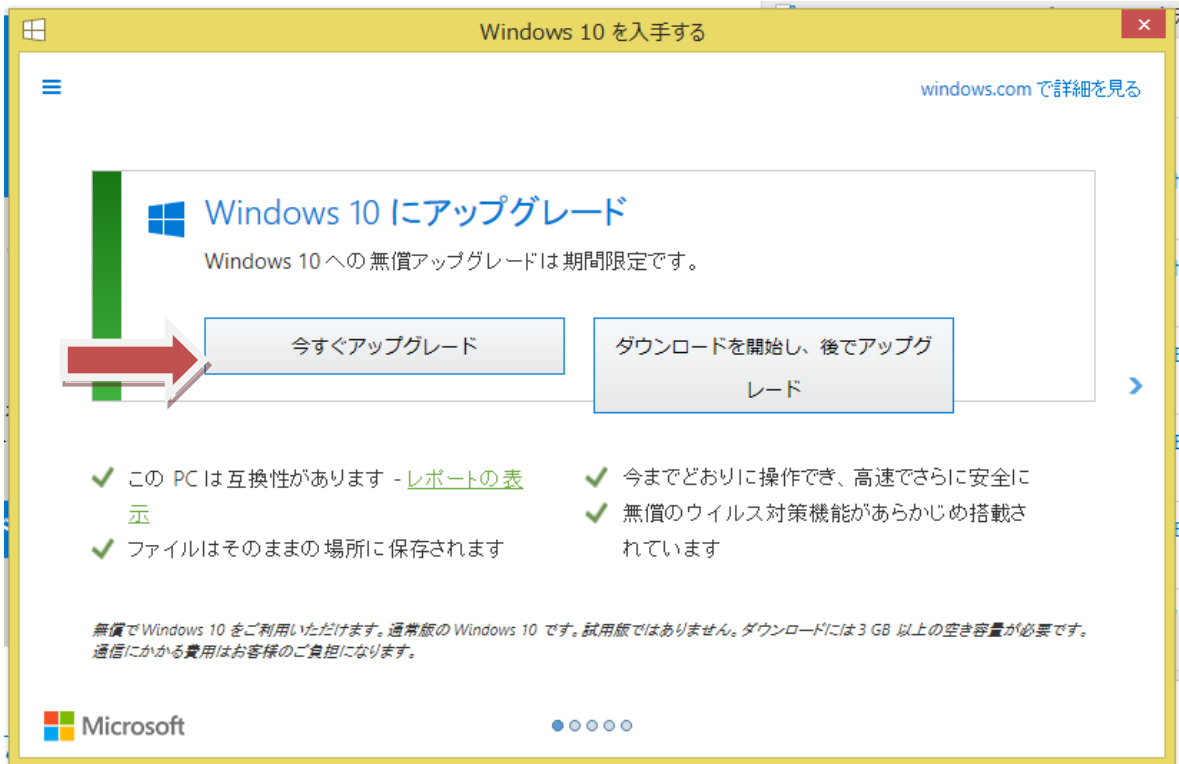 Windows 10 を入手する
windows.com で詳細を見る
Windows 10 にアップグレード
Windows 10 への無償アップグレードは期間限定です。
今すぐアップグレード
ダウンロードを開始し、後でアップグ
レード
この PC は互換性があります - レポートの表
示
ファイルはそのままの場所に保存されます
今までどおりに操作でき、高速でさらに安全に
無償のウイルス対策機能があらかじめ搭載さ
れています
無償で Windows 10 をご利用いただけます。通常版の Windows 10 です。試用版ではありません。ダウンロードには 3 GB 以上の空き容量が必要です。
通信にかかる費用はお客様のご負担になります。
Microsoft